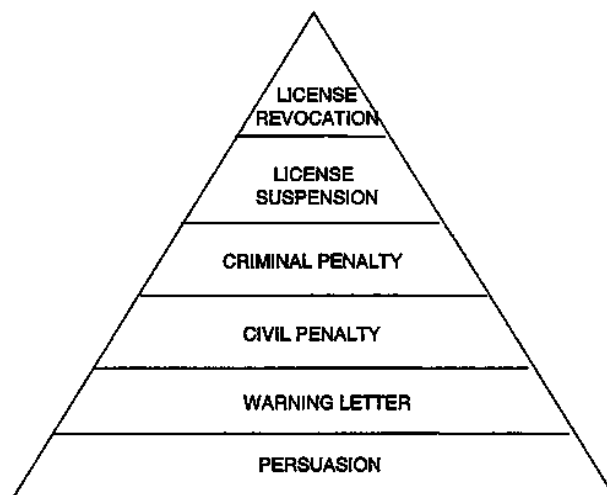 LICENSE
REVOCATION
LICENSE
SUSPENSION
CRIMINAL PENALTY
CIVIL PENALTY
WARNING LETTER
PERSUASION